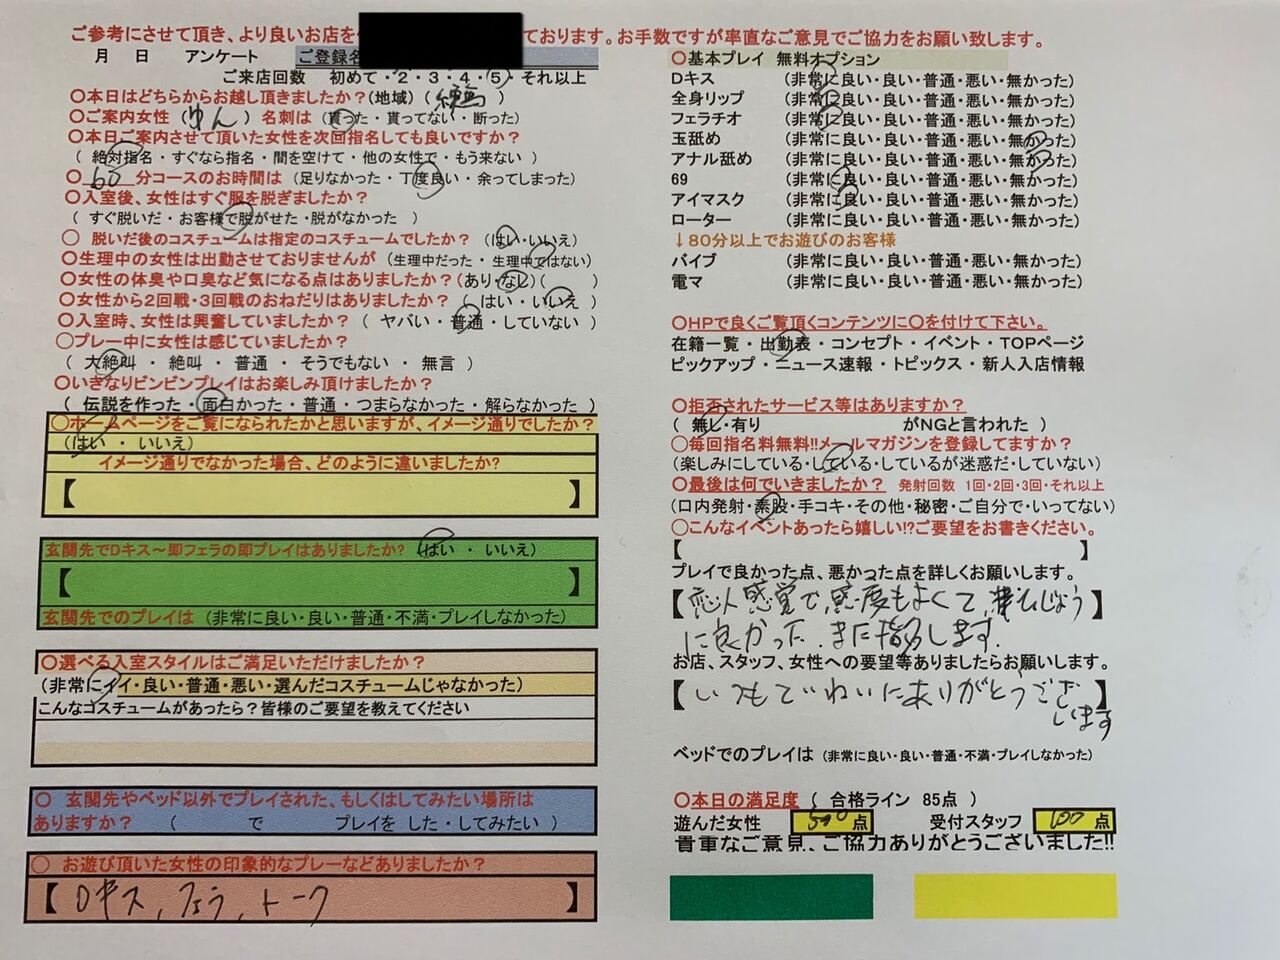 ご参考にさせて頂き、より良いお店を
ております。お手数ですが率直なご意見でご協力をお願い致します。
月 日 アンケート ご登録名
ご来店回数 初めて・2・3・4・5・それ以上
〇本日はどちらからお越し頂きましたか？(地域) ( )
〇ご案内女性 (ゆん) 名刺は (貰った・貰ってない・断った)
〇本日ご案内させて頂いた女性を次回指名しても良いですか？
( 絶対指名・すぐなら指名・間を空けて・他の女性で・もう来ない )
〇 60 分コースのお時間は (足りなかった・丁度良い・余ってしまった)
〇入室後、女性はすぐ服を脱ぎましたか？
( すぐ脱いだ・お客様で脱がせた・脱がなかった )
〇 脱いだ後のコスチュームは指定のコスチュームでしたか？ (はい・いいえ)
〇生理中の女性は出勤させておりませんが (生理中だった・生理中ではない)
〇女性の体臭や口臭など気になる点はありましたか？(あり・なし)( )
〇女性から2回戦・3回戦のおねだりはありましたか？ ( はい・いいえ )
〇入室時、女性は興奮していましたか？ ( ヤバい・普通・していない )
〇プレー中に女性は感じていましたか？
( 大絶叫 ・ 絶叫 ・ 普通 ・ そうでもない ・ 無言 )
〇いきなりビンビンプレイはお楽しみ頂けましたか？
( 伝説を作った・面白かった・普通・つまらなかった・解らなかった )
〇ホームページをご覧になられたかと思いますが、イメージ通りでしたか？
(はい ・ いいえ)
イメージ通りでなかった場合、どのように違いましたか？
【 】
玄関先でDキス～即フェラの即プレイはありましたか？ (はい ・ いいえ)
【 】
玄関先でのプレイは (非常に良い・良い・普通・不満・プレイしなかった)
〇選べる入室スタイルはご満足いただけましたか？
(非常にイイ・良い・普通・悪い・選んだコスチュームじゃなかった)
こんなコスチュームがあったら？皆様のご要望を教えてください
〇 玄関先やベッド以外でプレイされた、もしくはしてみたい場所は
ありますか？ ( で プレイを した・してみたい )
〇 お遊び頂いた女性の印象的なプレーなどありましたか？
【 Dキス、フェラ、トーク 】
〇基本プレイ 無料オプション
Dキス (非常に良い・良い・普通・悪い・無かった)
全身リップ (非常に良い・良い・普通・悪い・無かった)
フェラチオ (非常に良い・良い・普通・悪い・無かった)
玉舐め (非常に良い・良い・普通・悪い・無かった)
アナル舐め (非常に良い・良い・普通・悪い・無かった)
69 (非常に良い・良い・普通・悪い・無かった)
アイマスク (非常に良い・良い・普通・悪い・無かった)
ローター (非常に良い・良い・普通・悪い・無かった)
↓80分以上でお遊びのお客様
バイブ (非常に良い・良い・普通・悪い・無かった)
電マ (非常に良い・良い・普通・悪い・無かった)
〇HPで良くご覧頂くコンテンツに〇を付けて下さい。
在籍一覧・出勤表・コンセプト・イベント・TOPページ
ピックアップ・ニュース速報・トピックス・新人入店情報
〇拒否されたサービス等はありますか？
( 無し・有り がNGと言われた )
〇毎回指名料無料!!メールマガジンを登録してますか？
(楽しみにしている・している・しているが迷惑だ・していない)
〇最後は何でいきましたか？ 発射回数 1回・2回・3回・それ以上
(口内発射・素股・手コキ・その他・秘密・ご自分で・いってない)
〇こんなイベントあったら嬉しい!?ご要望をお書きください。
【 】
プレイで良かった点、悪かった点を詳しくお願いします。
【恋人感覚で、感度もよくて、ひじょう】
に良かった。また指名します。
お店、スタッフ、女性への要望等ありましたらお願いします。
【いつもていねいにありがとうござ】
います
ベッドでのプレイは (非常に良い・良い・普通・不満・プレイしなかった)
〇本日の満足度 ( 合格ライン 85点 )
遊んだ女性 500 点 受付スタッフ 100 点
貴重なご意見、ご協力ありがとうございました!!